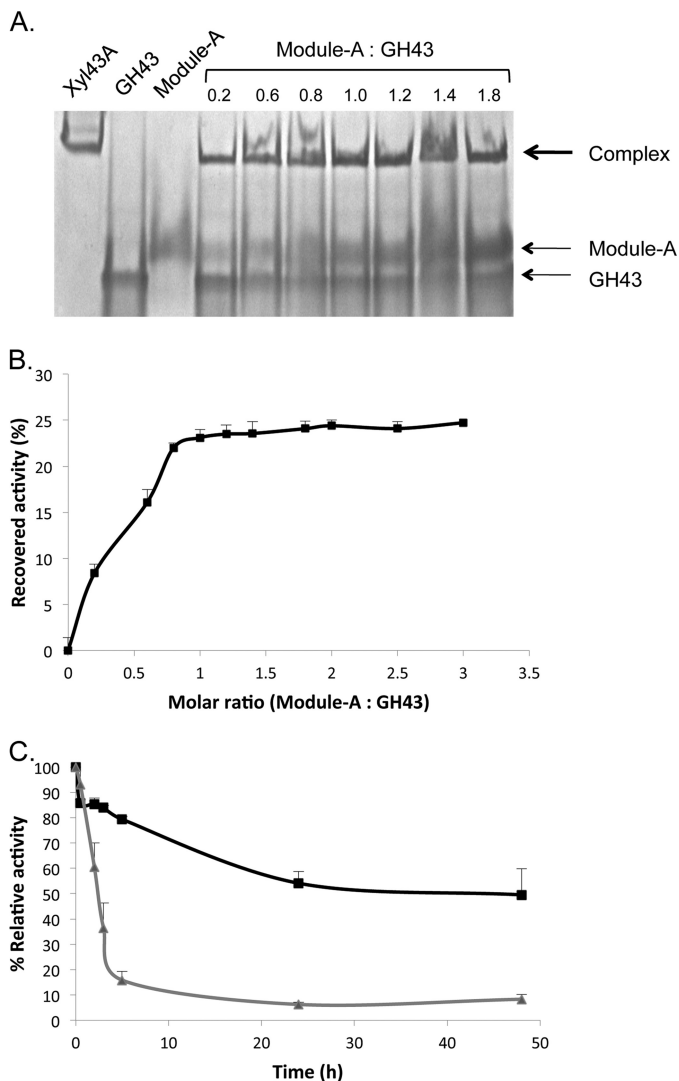 A.
Xyl43A GH43 Module-A
Module-A : GH43
0.2 0.6 0.8 1.0 1.2 1.4 1.8
Complex
Module-A
GH43
B.
Recovered activity (%)
30
25
20
15
10
5
0
0 0.5 1 1.5 2 2.5 3 3.5
Molar ratio (Module-A : GH43)
C.
% Relative activity
100
90
80
70
60
50
40
30
20
10
0
0 10 20 30 40 50
Time (h)